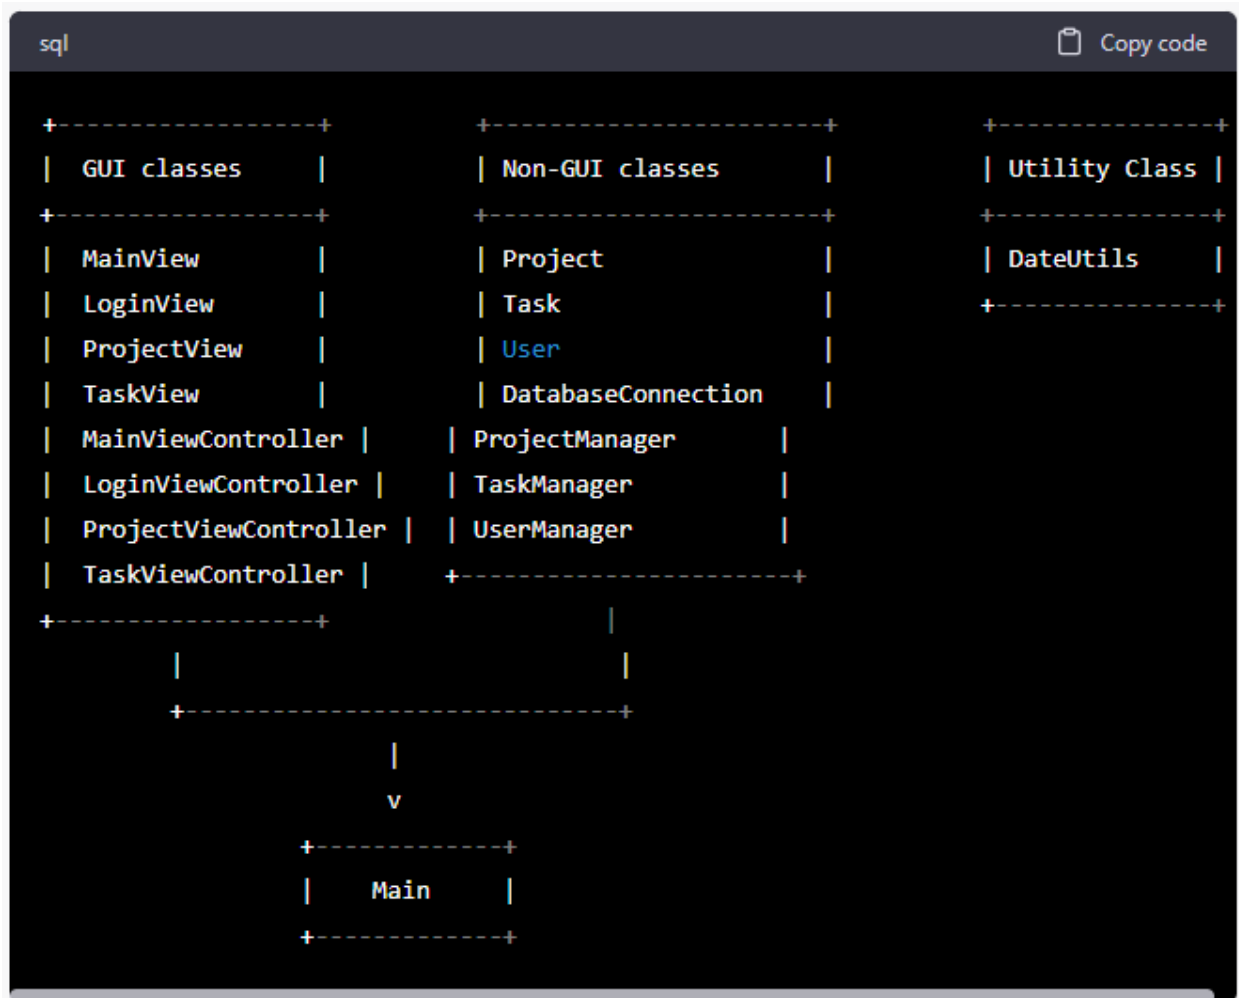 sql Copy code
+------------------+          +-----------------------+          +---------------+
|  GUI classes     |          | Non-GUI classes       |          | Utility Class |
+------------------+          +-----------------------+          +---------------+
|  MainView        |          | Project               |          | DateUtils     |
|  LoginView       |          | Task                  |          +---------------+
|  ProjectView     |          | User                  |
|  TaskView        |          | DatabaseConnection    |
|  MainViewController |     | ProjectManager       |
|  LoginViewController |    | TaskManager          |
|  ProjectViewController |  | UserManager          |
|  TaskViewController |     +-----------------------+
+------------------+                   |
         |                              |
         +------------------------------+
                        |
                        v
                  +-------------+
                  |    Main     |
                  +-------------+